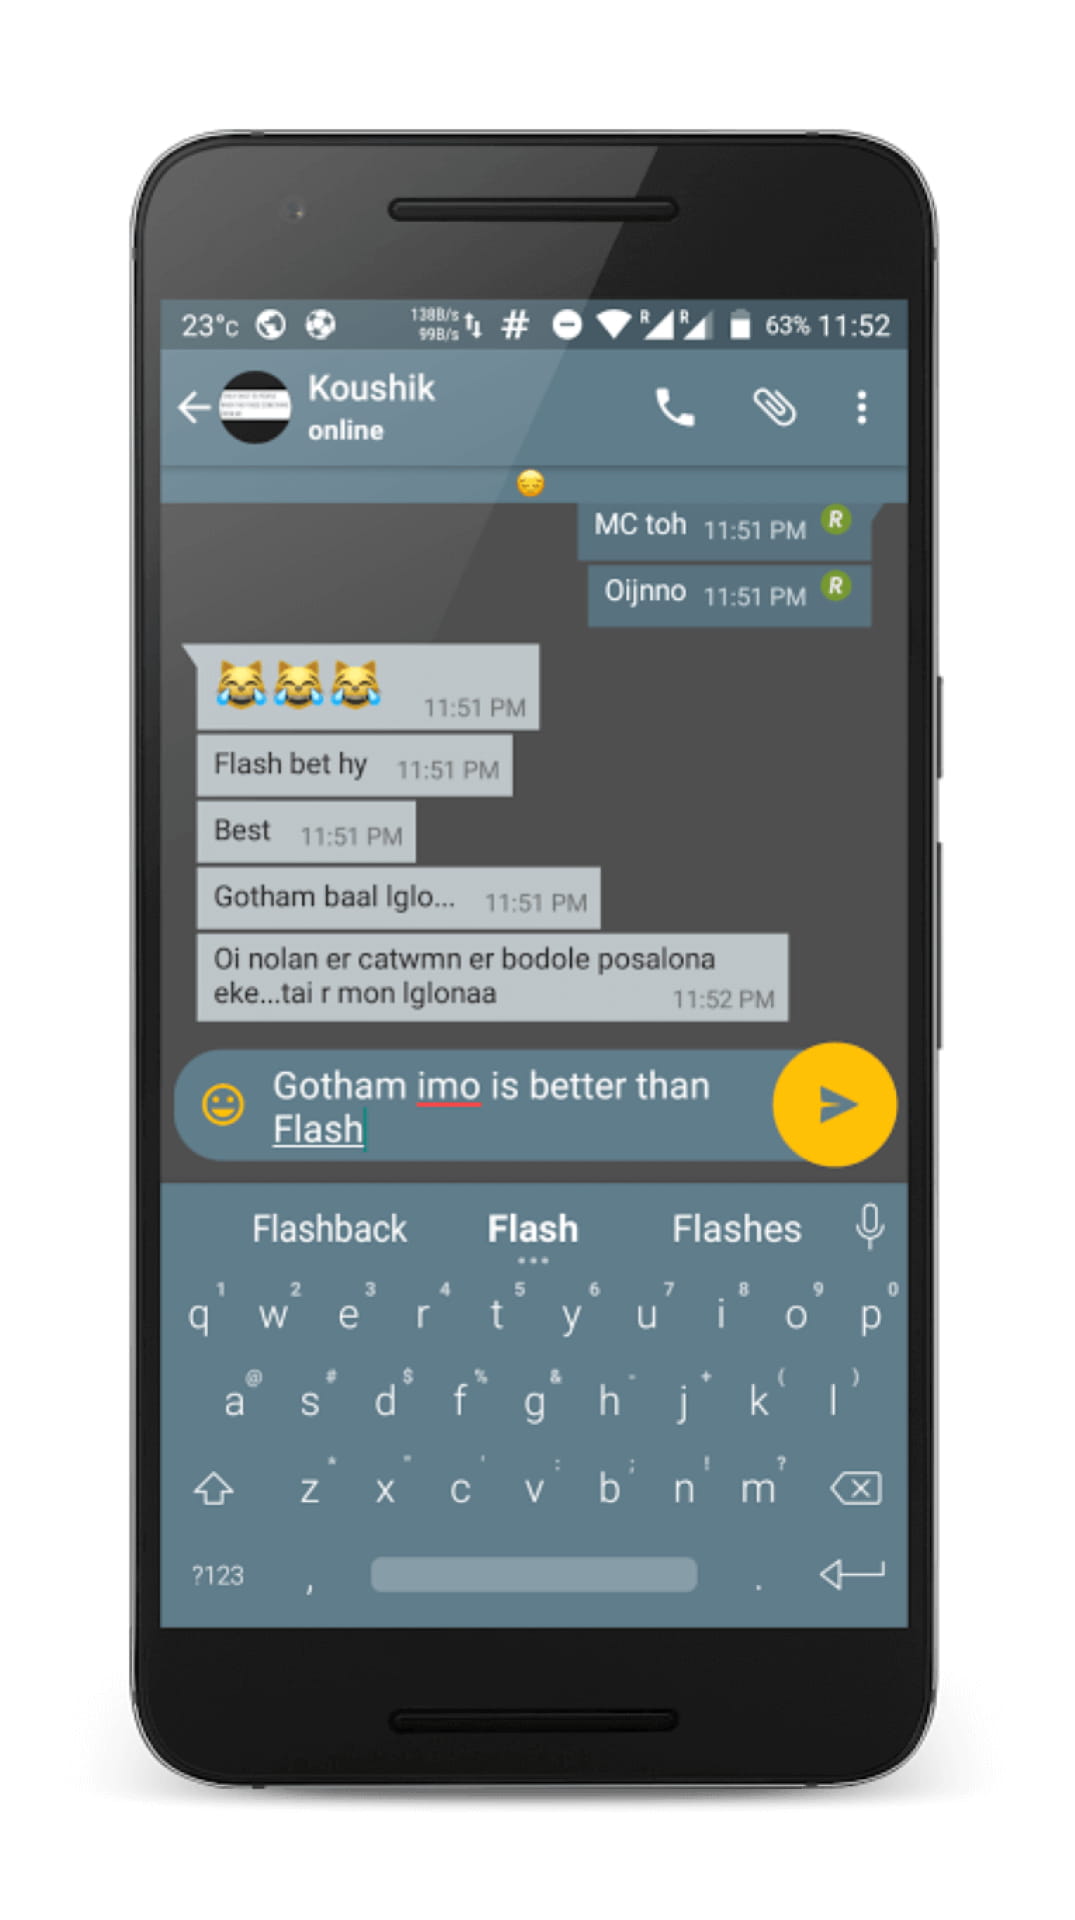 23°c 138B/s 99B/s # R R 63% 11:52
Koushik
online
MC toh 11:51 PM R
Oijnno 11:51 PM R
😹😹😹 11:51 PM
Flash bet hy 11:51 PM
Best 11:51 PM
Gotham baal lglo... 11:51 PM
Oi nolan er catwmn er bodole posalona
eke...tai r mon lglonaa 11:52 PM
Gotham imo is better than
Flash
Flashback Flash Flashes
1 2 3 4 5 6 7 8 9 0
q w e r t y u i o p
@ # $ % & - + ( )
a s d f g h j k l
* " ' : ; ! ?
z x c v b n m
?123 , .